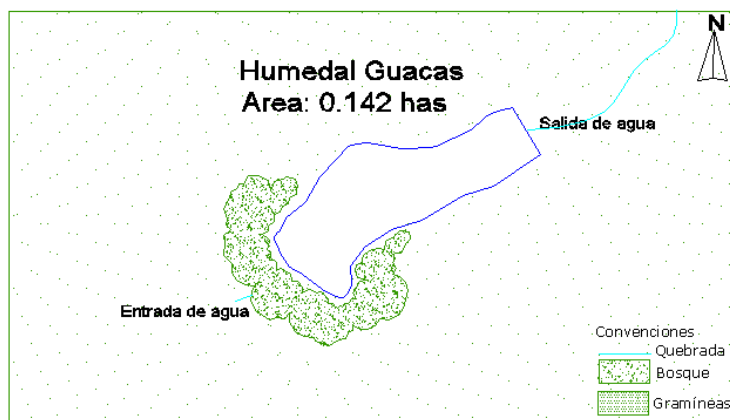 N
Humedal Guacas
Area: 0.142 has
Salida de agua
Entrada de agua
Convenciones
Quebrada
Bosque
Gramíneas